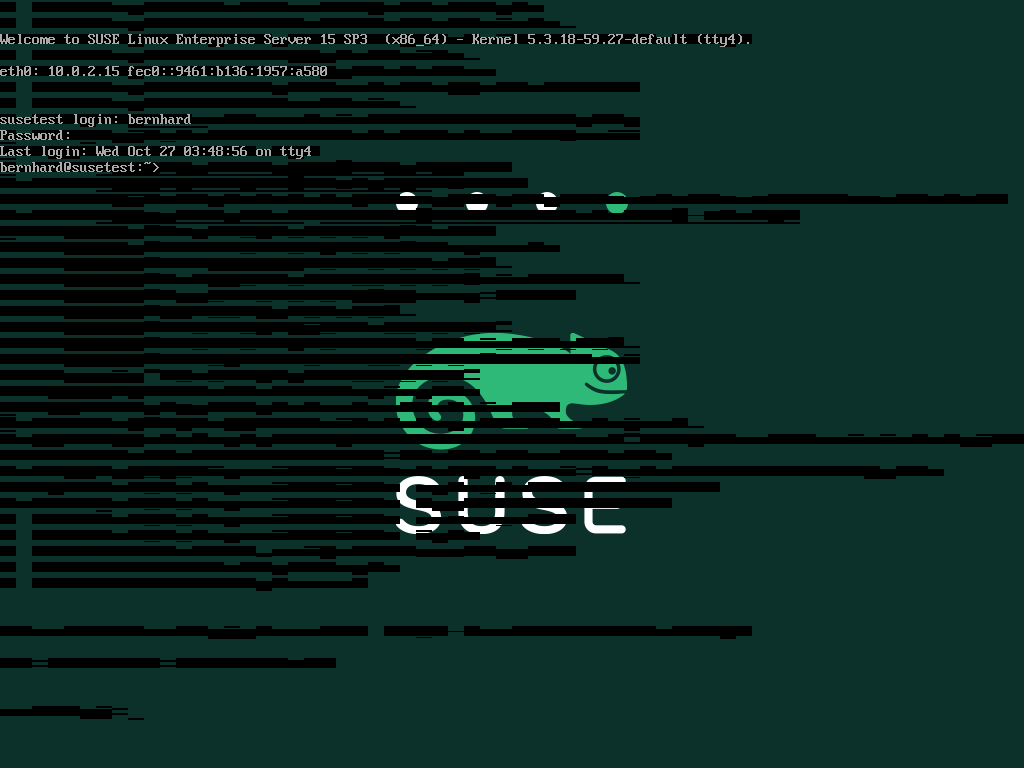 Welcome to SUSE Linux Enterprise Server 15 SP3  (x86_64) - Kernel 5.3.18-59.27-default (tty4).
eth0: 10.0.2.15 fec0::9461:b136:1957:a580
susetest login: bernhard
Password:
Last login: Wed Oct 27 03:48:56 on tty4
bernhard@susetest:~>
SUSE